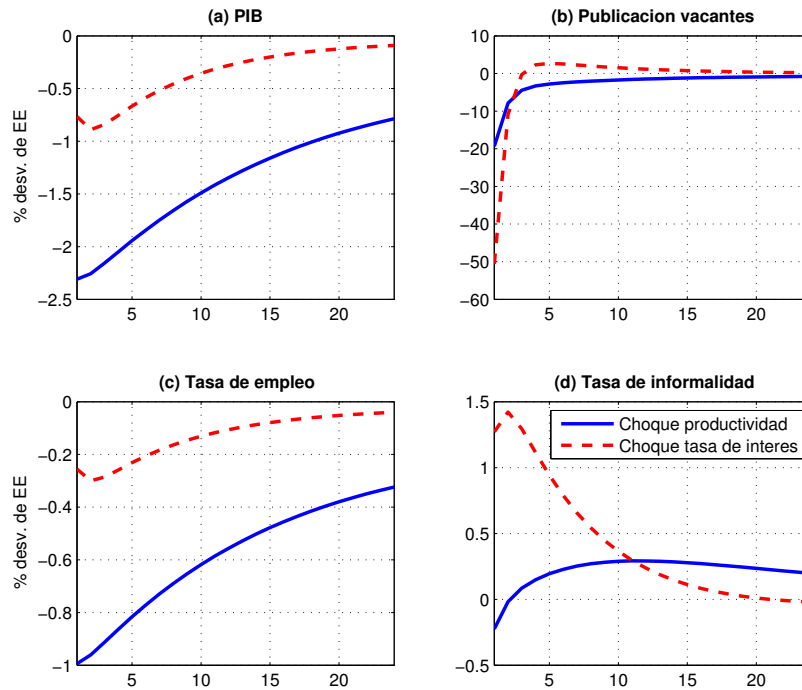 (a) PIB
% desv. de EE
0
−0.5
−1
−1.5
−2
−2.5
5 10 15 20
(b) Publicacion vacantes
10
0
−10
−20
−30
−40
−50
−60
5 10 15 20
(c) Tasa de empleo
% desv. de EE
0
−0.2
−0.4
−0.6
−0.8
−1
5 10 15 20
(d) Tasa de informalidad
1.5
1
0.5
0
−0.5
5 10 15 20
Choque productividad
Choque tasa de interes